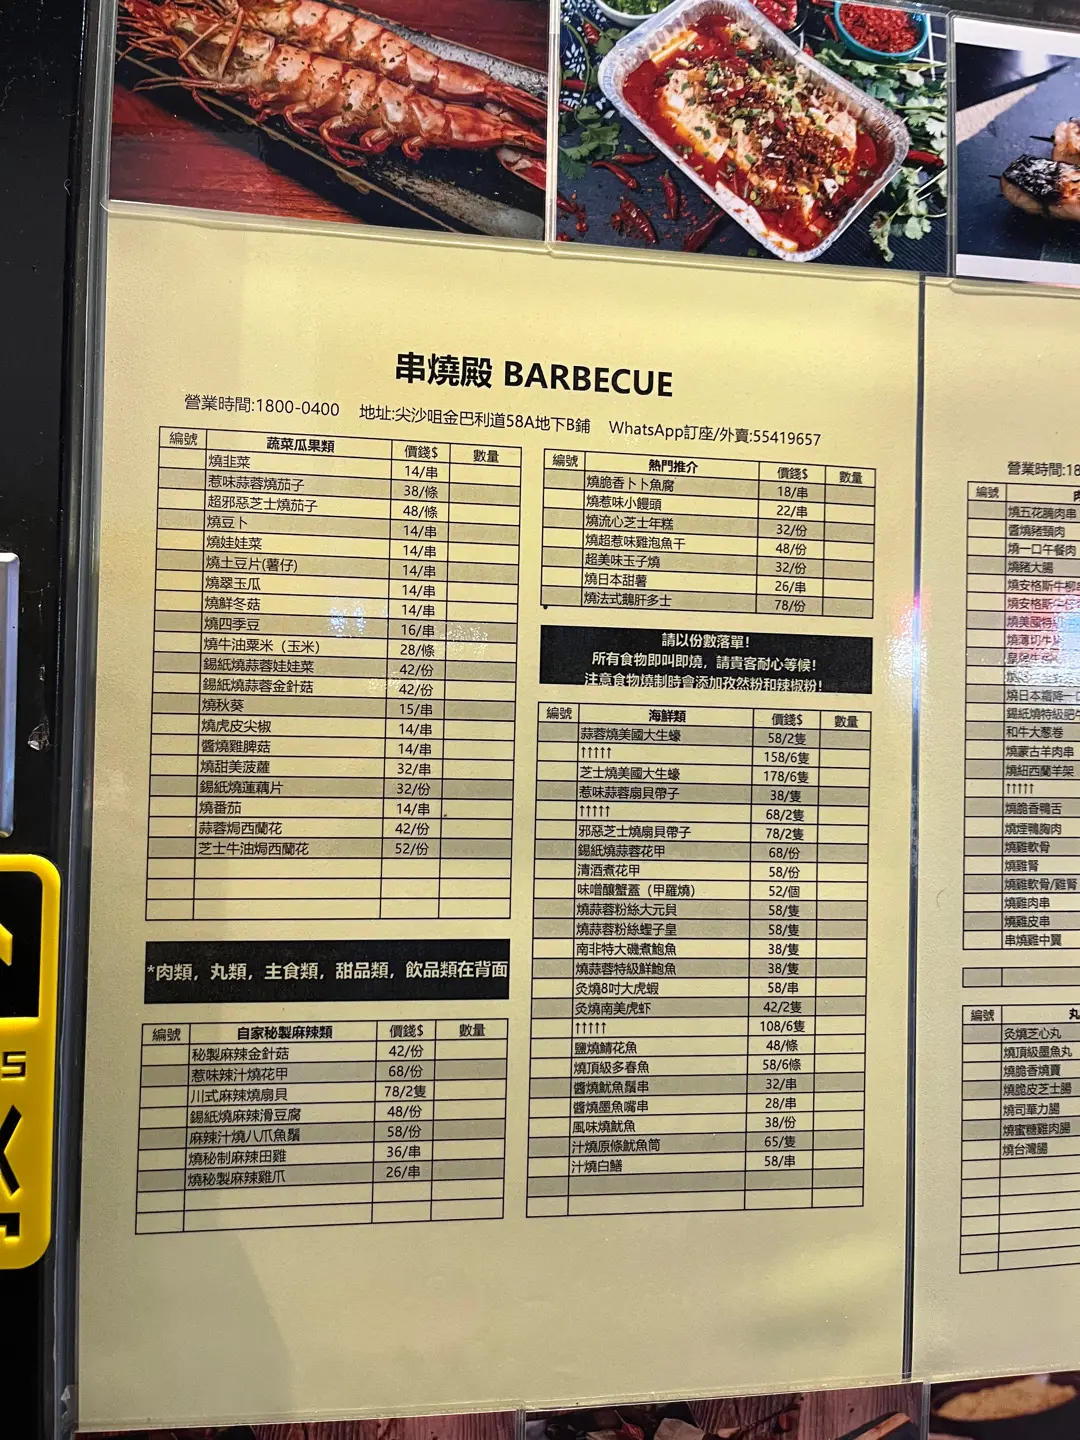 串燒殿 BARBECUE
營業時間:1800-0400 地址:尖沙咀金巴利道58A地下B鋪 WhatsApp訂座/外賣:55419657
編號 蔬菜瓜果類 價錢$ 數量
燒韭菜 14/串
惹味蒜蓉燒茄子 38/條
超邪惡芝士燒茄子 48/條
燒豆卜 14/串
燒娃娃菜 14/串
燒土豆片(薯仔) 14/串
燒翠玉瓜 14/串
燒鮮冬菇 14/串
燒四季豆 16/串
燒牛油粟米（玉米） 28/條
錫紙燒蒜蓉娃娃菜 42/份
錫紙燒蒜蓉金針菇 42/份
燒秋葵 15/串
燒虎皮尖椒 14/串
醬燒雞脾菇 14/串
燒甜美菠蘿 32/串
錫紙燒蓮藕片 32/份
燒番茄 14/串
蒜蓉焗西蘭花 42/份
芝士牛油焗西蘭花 52/份
*肉類，丸類，主食類，甜品類，飲品類在背面
編號 自家秘製麻辣類 價錢$ 數量
秘製麻辣金針菇 42/份
惹味辣汁燒花甲 68/份
川式麻辣燒扇貝 78/2隻
錫紙燒麻辣滑豆腐 48/份
麻辣汁燒八爪魚鬚 58/份
燒秘制麻辣田雞 36/串
燒秘製麻辣雞爪 26/串
編號 熱門推介 價錢$ 數量
燒脆香卜卜魚腐 18/串
燒惹味小饅頭 22/串
燒流心芝士年糕 32/份
燒超惹味雞泡魚干 48/份
超美味玉子燒 32/份
燒日本甜薯 26/串
燒法式鵝肝多士 78/份
請以份數落單！
所有食物即叫即燒，請貴客耐心等候！
注意食物燒制時會添加孜然粉和辣椒粉！
編號 海鮮類 價錢$ 數量
蒜蓉燒美國大生蠔 58/2隻
↑↑↑↑↑ 158/6隻
芝士燒美國大生蠔 178/6隻
惹味蒜蓉扇貝帶子 38/隻
↑↑↑↑↑ 68/2隻
邪惡芝士燒扇貝帶子 78/2隻
錫紙燒蒜蓉花甲 68/份
清酒煮花甲 58/份
味噌釀蟹蓋（甲羅燒） 52/個
燒蒜蓉粉絲大元貝 58/隻
燒蒜蓉粉絲蟶子皇 58/隻
南非特大磯煮鮑魚 38/隻
燒蒜蓉特級鮮鮑魚 38/隻
炙燒8吋大虎蝦 58/串
炙燒南美虎虾 42/2隻
↑↑↑↑↑ 108/6隻
鹽燒鯖花魚 48/條
燒頂級多春魚 58/6條
醬燒魷魚鬚串 32/串
醬燒墨魚嘴串 28/串
風味燒魷魚 38/份
汁燒原條魷魚筒 65/隻
汁燒白鱔 58/串
營業時間:18
編號 肉
燒五花腩肉串
醬燒豬頸肉
燒一口午餐肉
燒豬大腸
燒安格斯牛柳
燒安格斯牛
燒美國特
燒薄切牛
燒日本霜降一口
錫紙燒特級肥牛
和牛大葱卷
燒蒙古羊肉串
燒紐西蘭羊架
↑↑↑↑↑
燒脆香鴨舌
燒煙鴨胸肉
燒雞軟骨
燒雞腎
燒雞軟骨/雞腎
燒雞肉串
燒雞皮串
串燒雞中翼
編號 丸
炙燒芝心丸
燒頂級墨魚丸
燒脆香燒賣
燒脆皮芝士腸
燒司華力腸
燒蜜糖雞肉腸
燒台灣腸
S